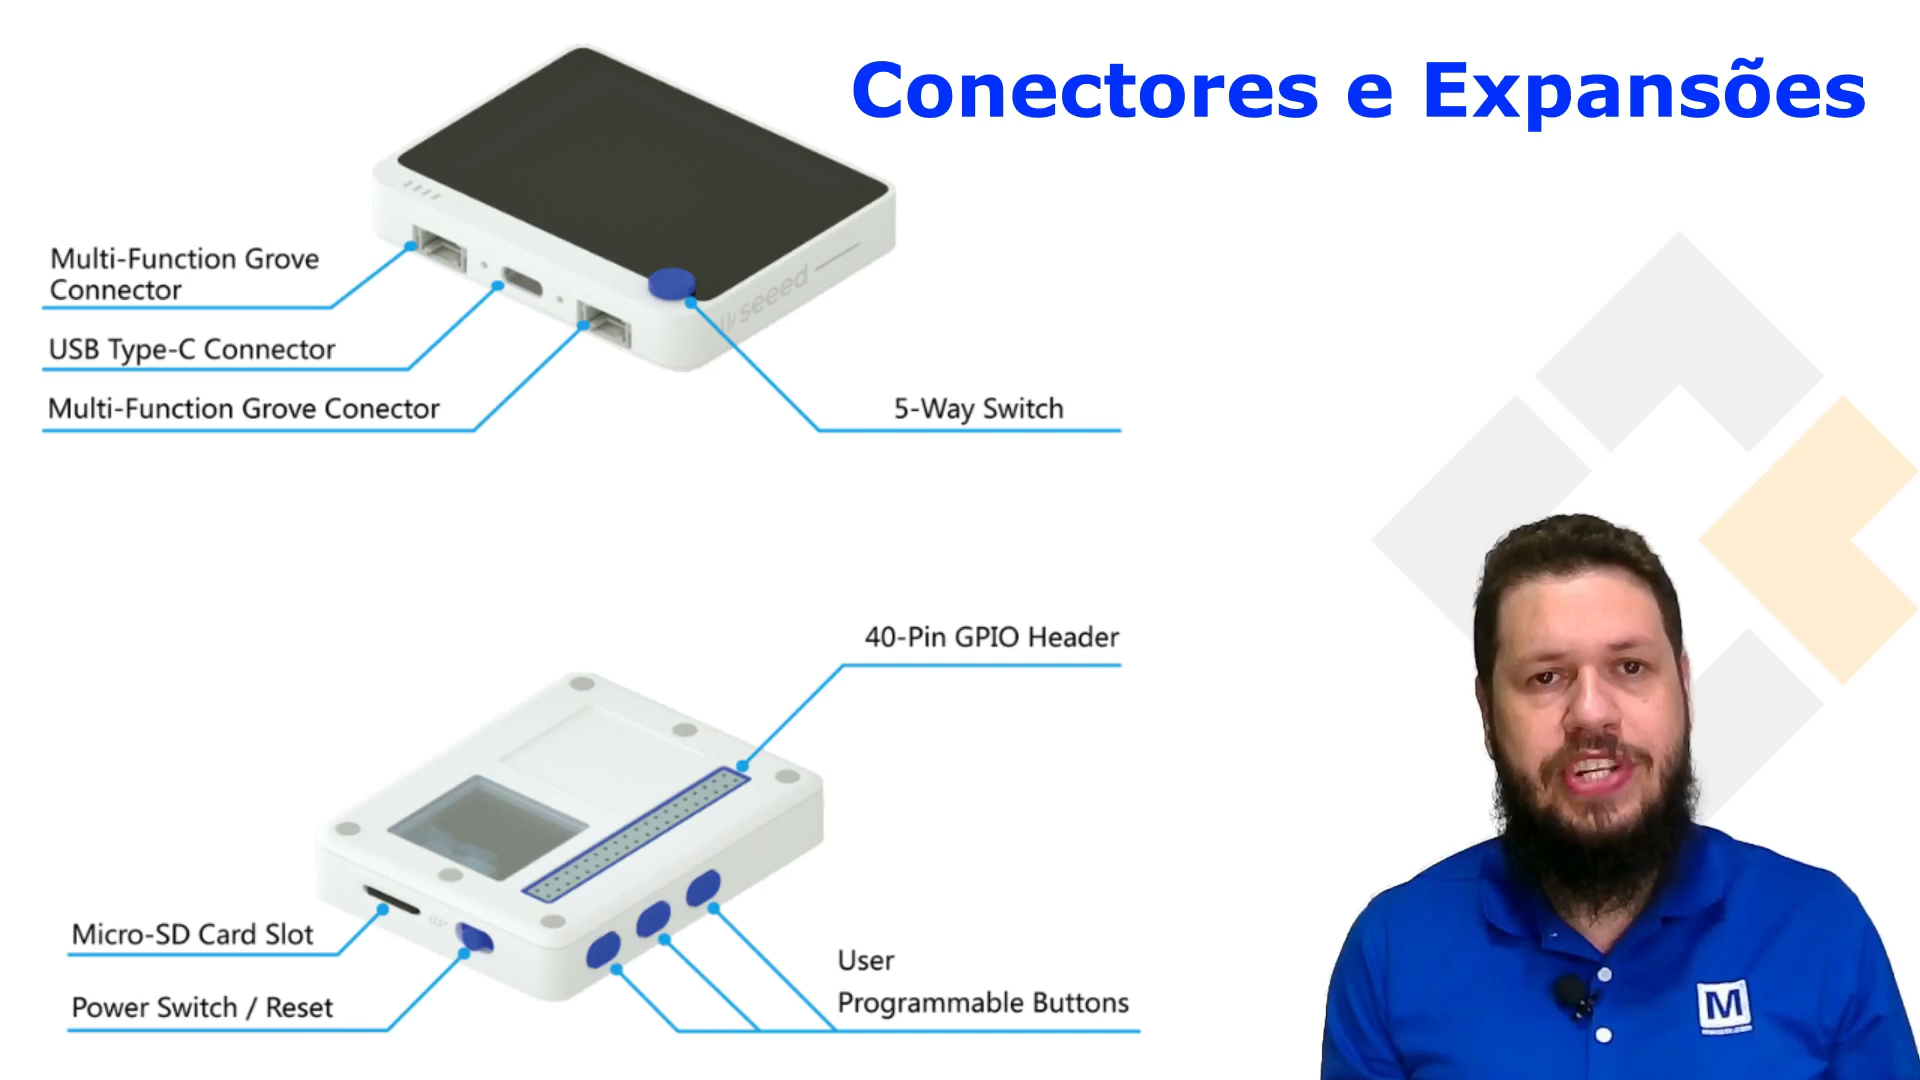 Conectores e Expansões
Multi-Function Grove
Connector
USB Type-C Connector
Multi-Function Grove Conector
5-Way Switch
seeed
40-Pin GPIO Header
Micro-SD Card Slot
Power Switch / Reset
User
Programmable Buttons
M